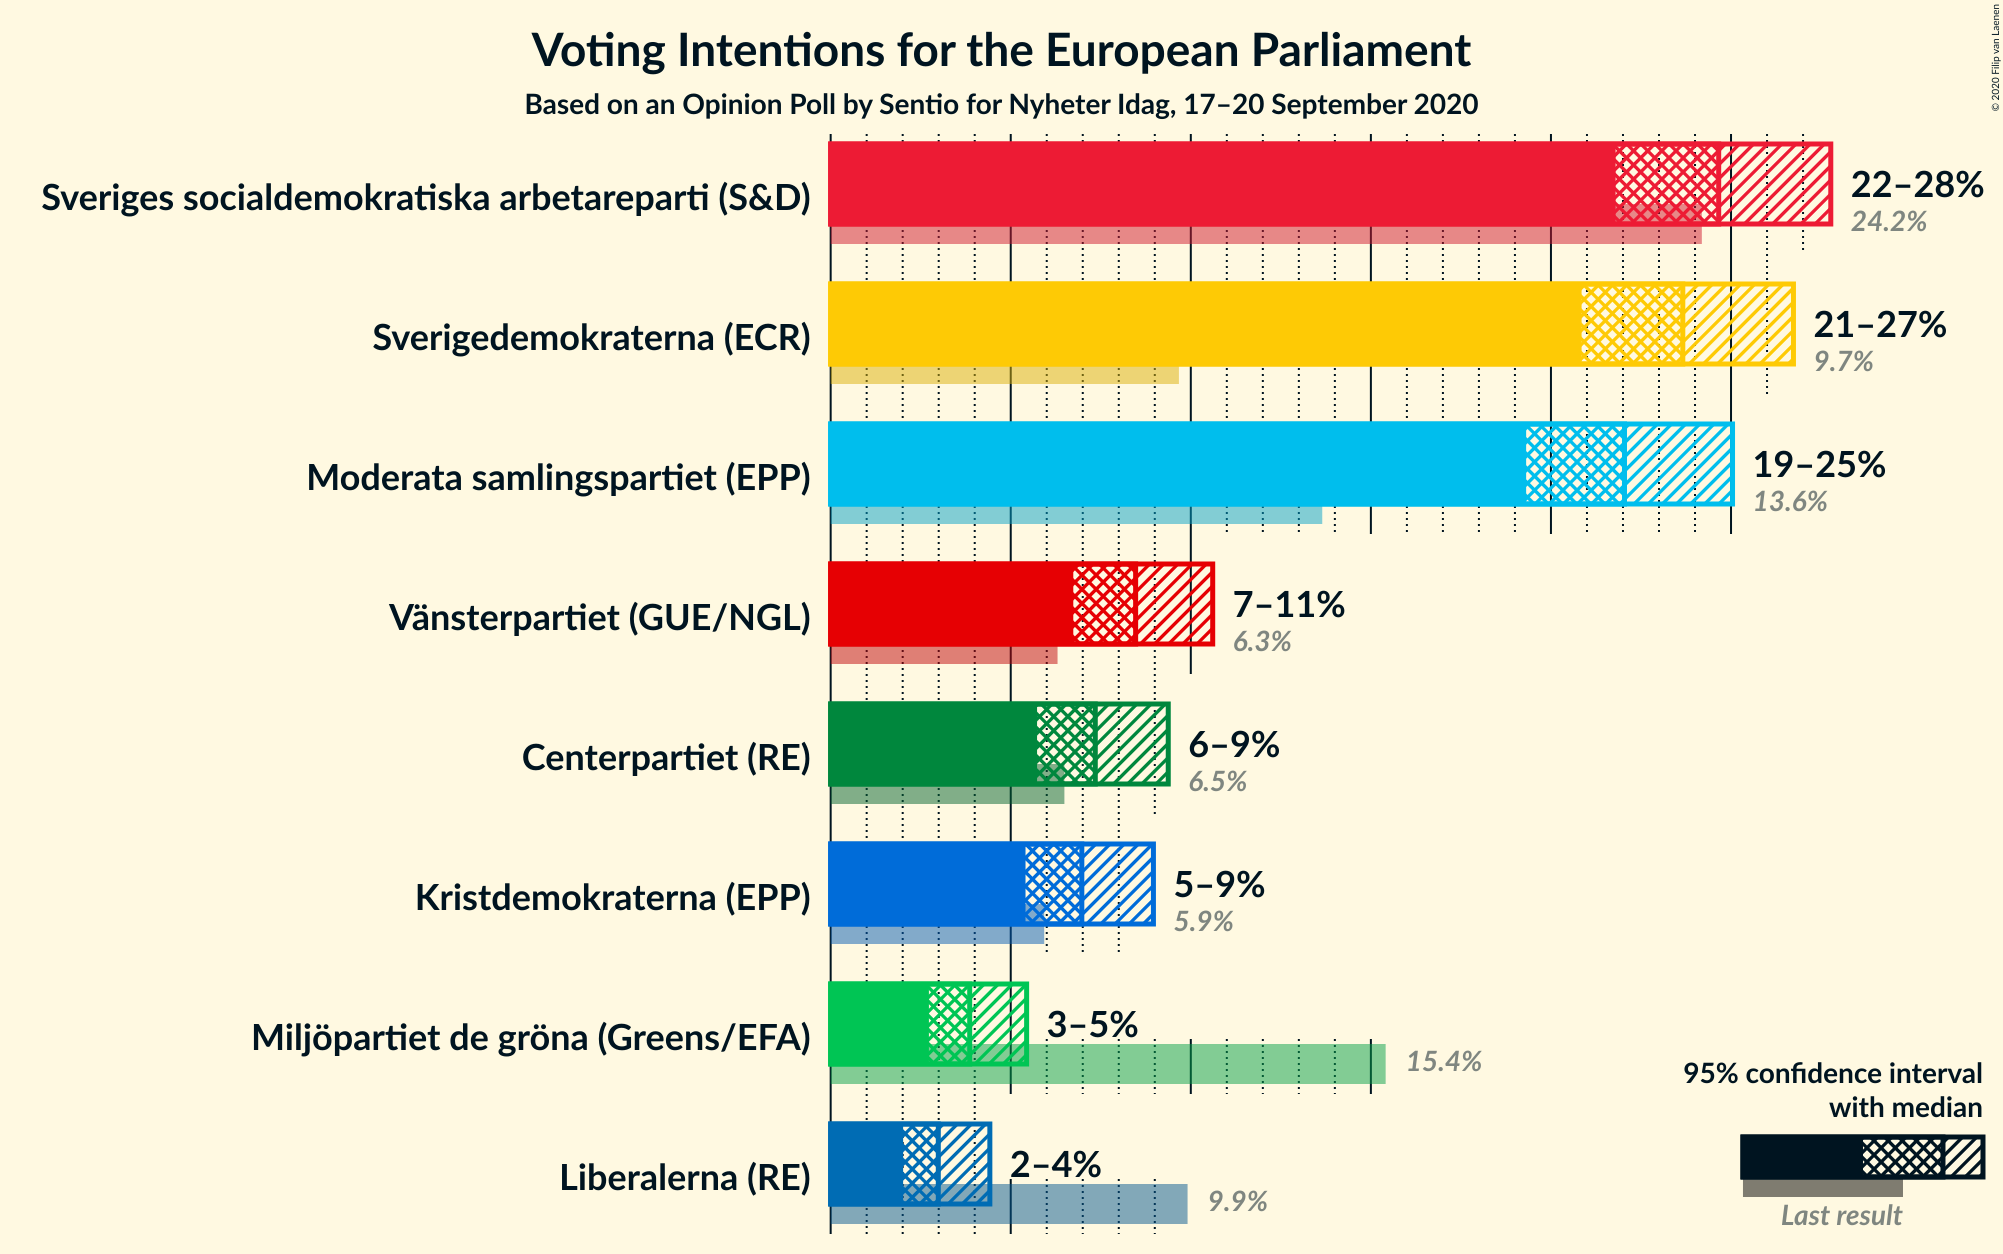 Voting Intentions for the European Parliament
Based on an Opinion Poll by Sentio for Nyheter Idag, 17–20 September 2020
© 2020 Filip van Laenen
Sveriges socialdemokratiska arbetareparti (S&D)
22–28%
24.2%
Sverigedemokraterna (ECR)
21–27%
9.7%
Moderata samlingspartiet (EPP)
19–25%
13.6%
Vänsterpartiet (GUE/NGL)
7–11%
6.3%
Centerpartiet (RE)
6–9%
6.5%
Kristdemokraterna (EPP)
5–9%
5.9%
Miljöpartiet de gröna (Greens/EFA)
3–5%
15.4%
Liberalerna (RE)
2–4%
9.9%
95% confidence interval
with median
Last result